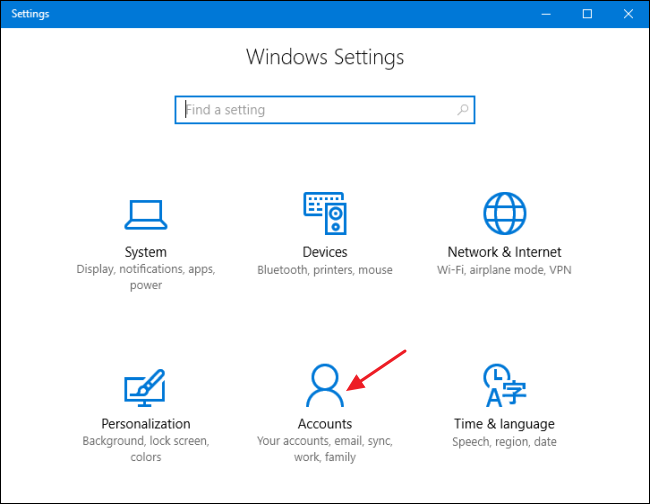 Settings
Windows Settings
Find a setting
System
Display, notifications, apps,
power
Devices
Bluetooth, printers, mouse
Network & Internet
Wi-Fi, airplane mode, VPN
Personalization
Background, lock screen,
colors
Accounts
Your accounts, email, sync,
work, family
A字
Time & language
Speech, region, date